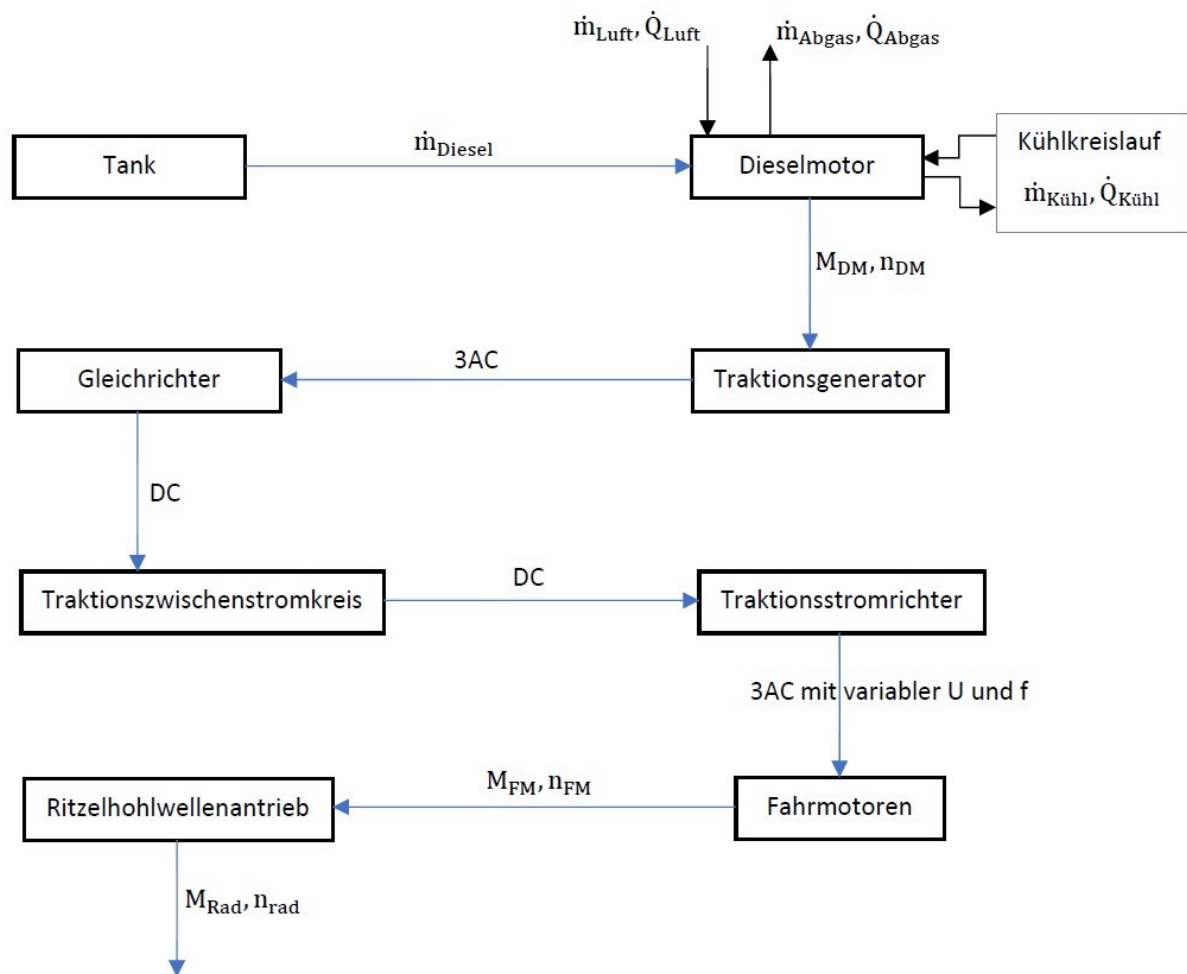 ṁLuft, Q̇Luft
ṁAbgas, Q̇Abgas
Tank
ṁDiesel
Dieselmotor
Kühlkreislauf
ṁKühl, Q̇Kühl
MDM, nDM
Gleichrichter
3AC
Traktionsgenerator
DC
Traktionszwischenstromkreis
DC
Traktionsstromrichter
3AC mit variabler U und f
Ritzelhohlwellenantrieb
MFM, nFM
Fahrmotoren
MRad, nrad